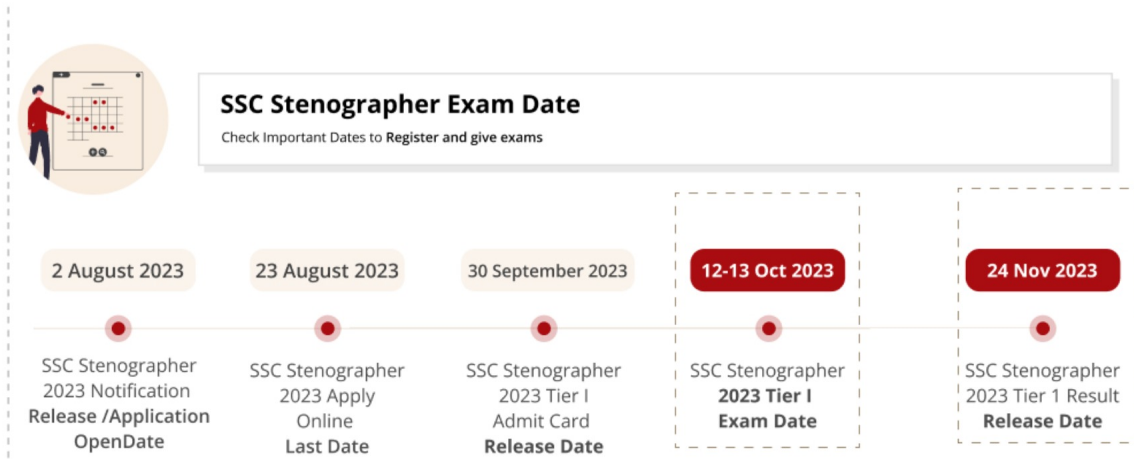 SSC Stenographer Exam Date
Check Important Dates to Register and give exams
2 August 2023
SSC Stenographer
2023 Notification
Release /Application
OpenDate
23 August 2023
SSC Stenographer
2023 Apply
Online
Last Date
30 September 2023
SSC Stenographer
2023 Tier I
Admit Card
Release Date
12-13 Oct 2023
SSC Stenographer
2023 Tier I
Exam Date
24 Nov 2023
SSC Stenographer
2023 Tier 1 Result
Release Date